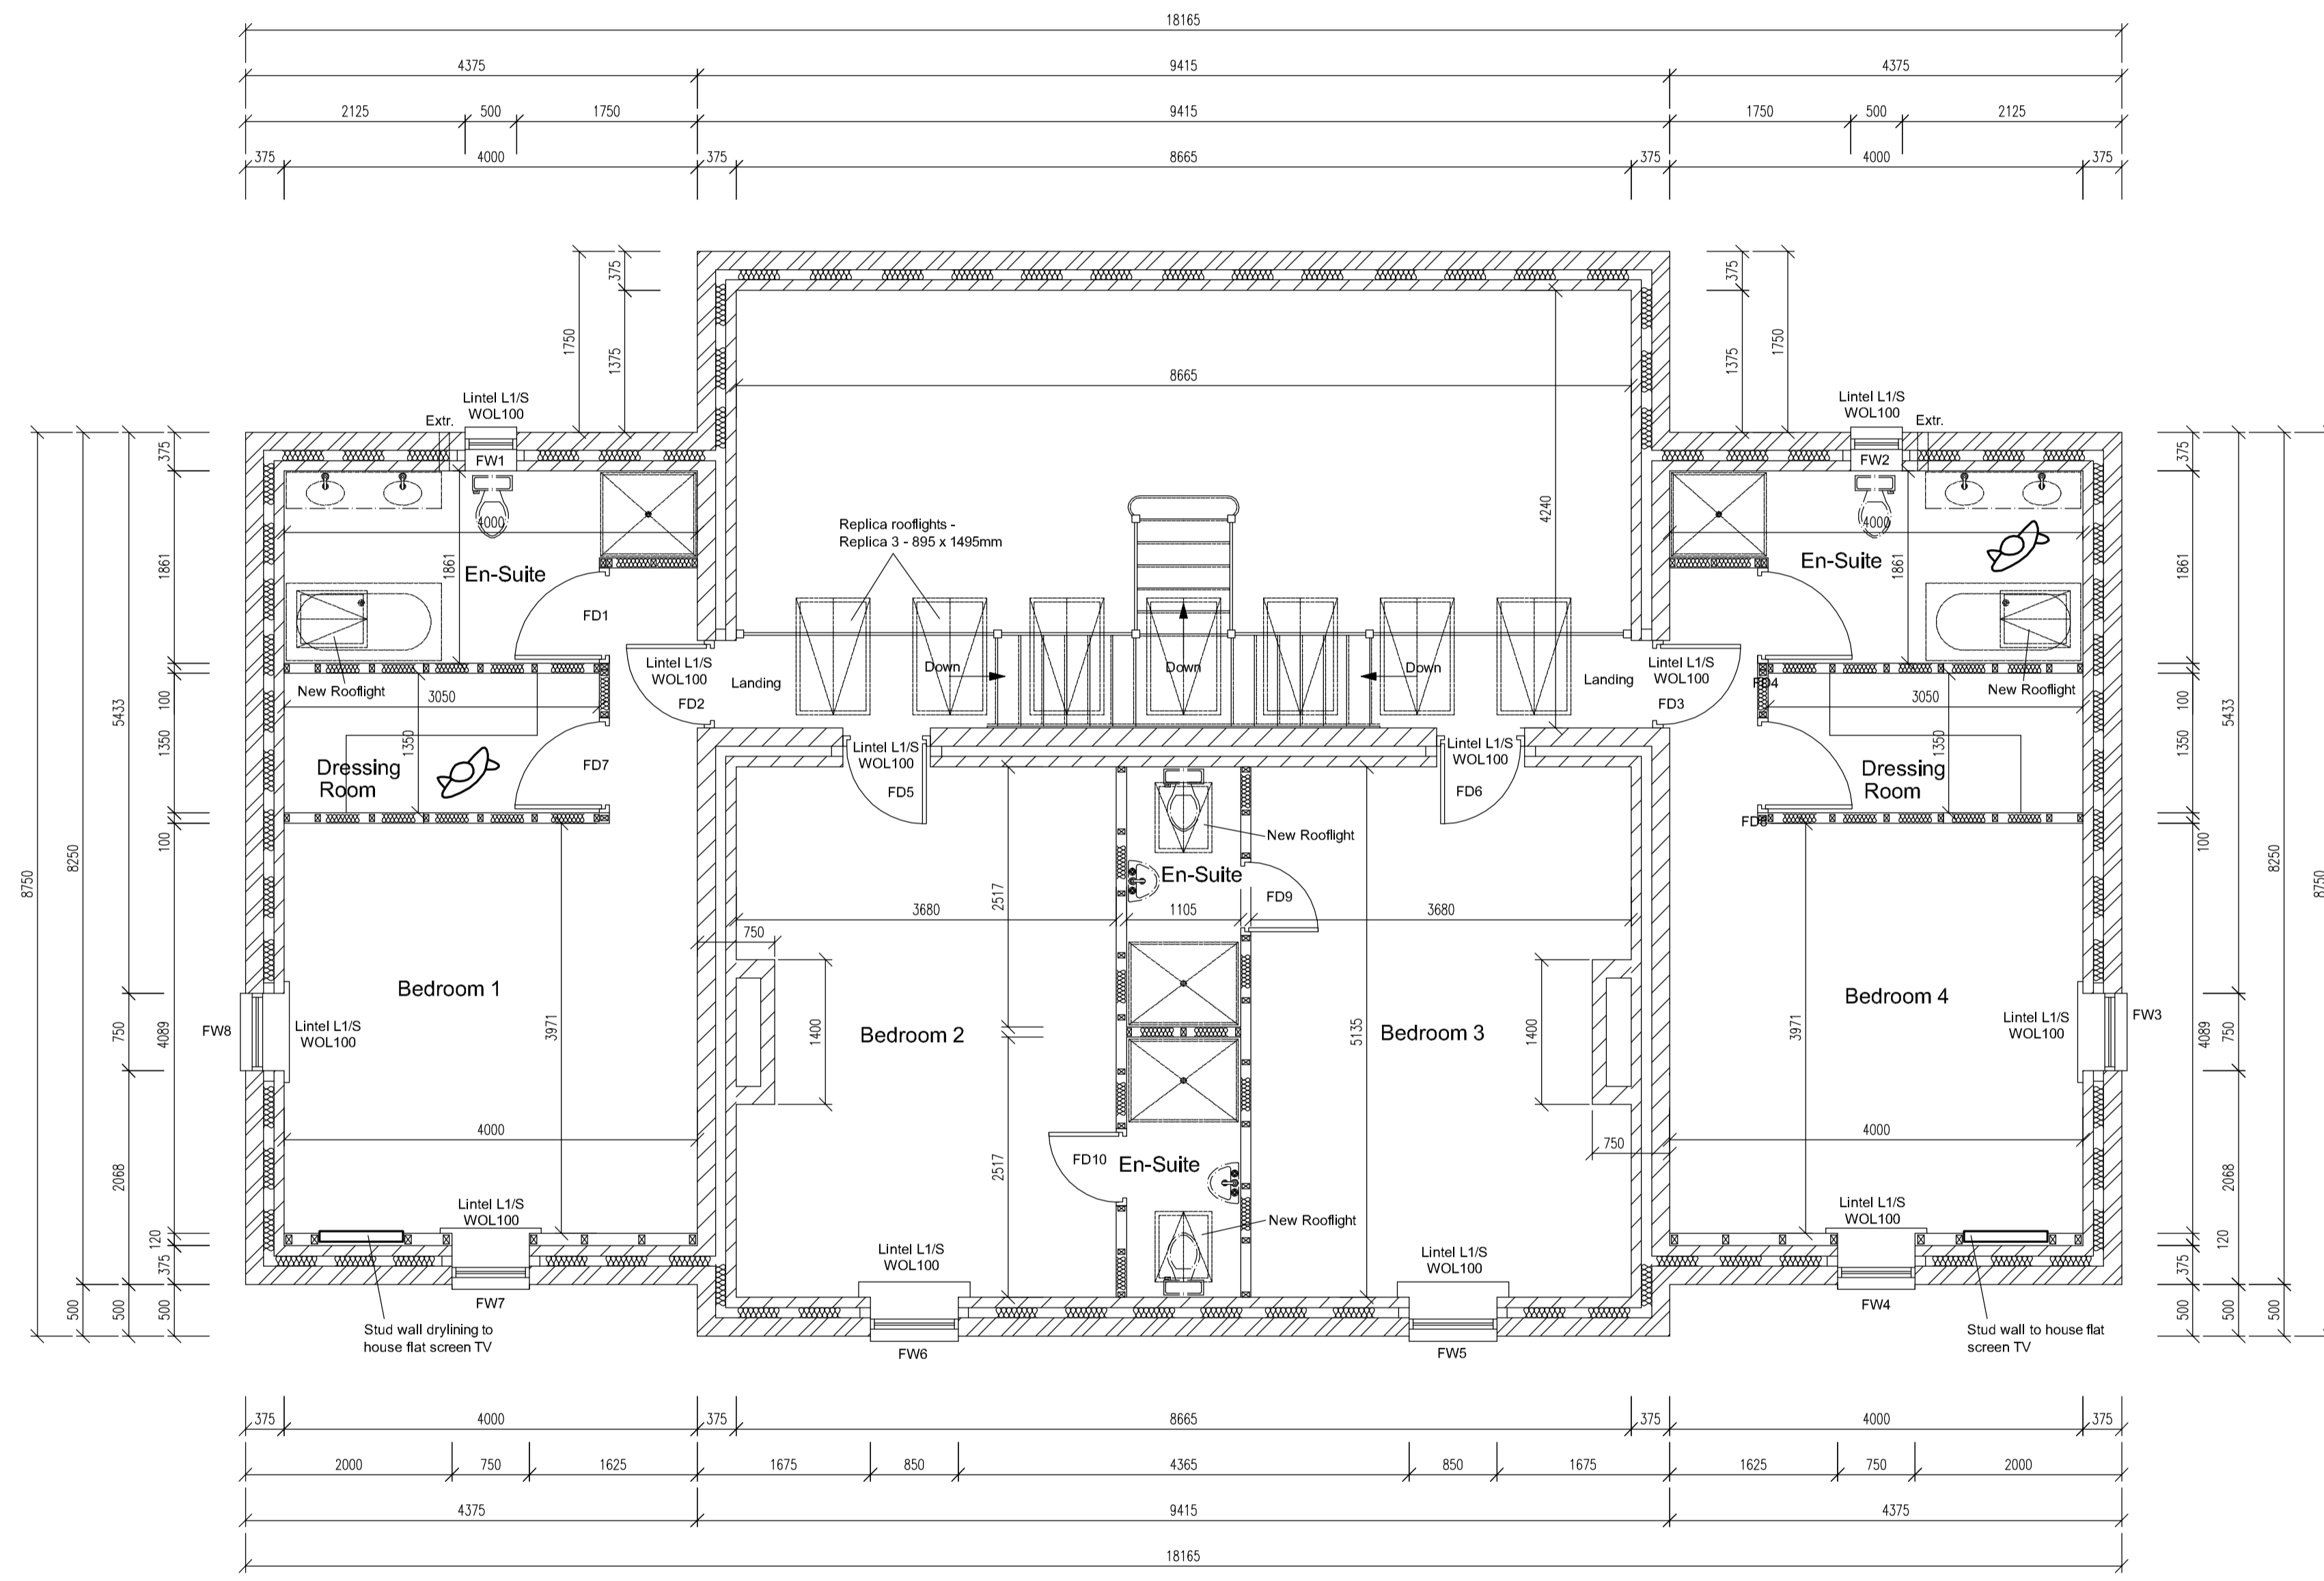 18165
4375 9415 4375
2125 500 1750 9415 1750 500 2125
375 4000 375 8665 375 4000 375
375
1750
1375
375
1750
1375
8665
4240
Lintel L1/S
WOL100
Extr.
FW1
Lintel L1/S
WOL100
Extr.
FW2
4000
1861
En-Suite
FD1
New Rooflight
3050
1350
Dressing
Room
FD7
Lintel L1/S
WOL100
FD2
Landing
Replica rooflights -
Replica 3 - 895 x 1495mm
Down
Down
Down
Landing
Lintel L1/S
WOL100
FD3
4000
En-Suite
1861
FD4
New Rooflight
3050
1350
Dressing
Room
FD8
8750
8250
5433
750
2068
500
500
375
1861
100
1350
100
4089
120
375
500
375
1861
100
1350
100
4089
120
375
500
5433
750
2068
500
8250
500
8750
Lintel L1/S
WOL100
FD5
Lintel L1/S
WOL100
FD6
New Rooflight
En-Suite
FD9
3680 1105 3680
2517
750
1400
Bedroom 1
3971
FW8
Lintel L1/S
WOL100
4000
Bedroom 2
5135
Bedroom 3
1400
750
Bedroom 4
3971
Lintel L1/S
WOL100
FW3
4000
2517
FD10
En-Suite
New Rooflight
Lintel L1/S
WOL100
FW7
Stud wall drylining to
house flat screen TV
Lintel L1/S
WOL100
FW6
Lintel L1/S
WOL100
FW5
Lintel L1/S
WOL100
FW4
Stud wall to house flat
screen TV
375 4000 375 8665 375 4000 375
2000 750 1625 1675 850 4365 850 1675 1625 750 2000
4375 9415 4375
18165